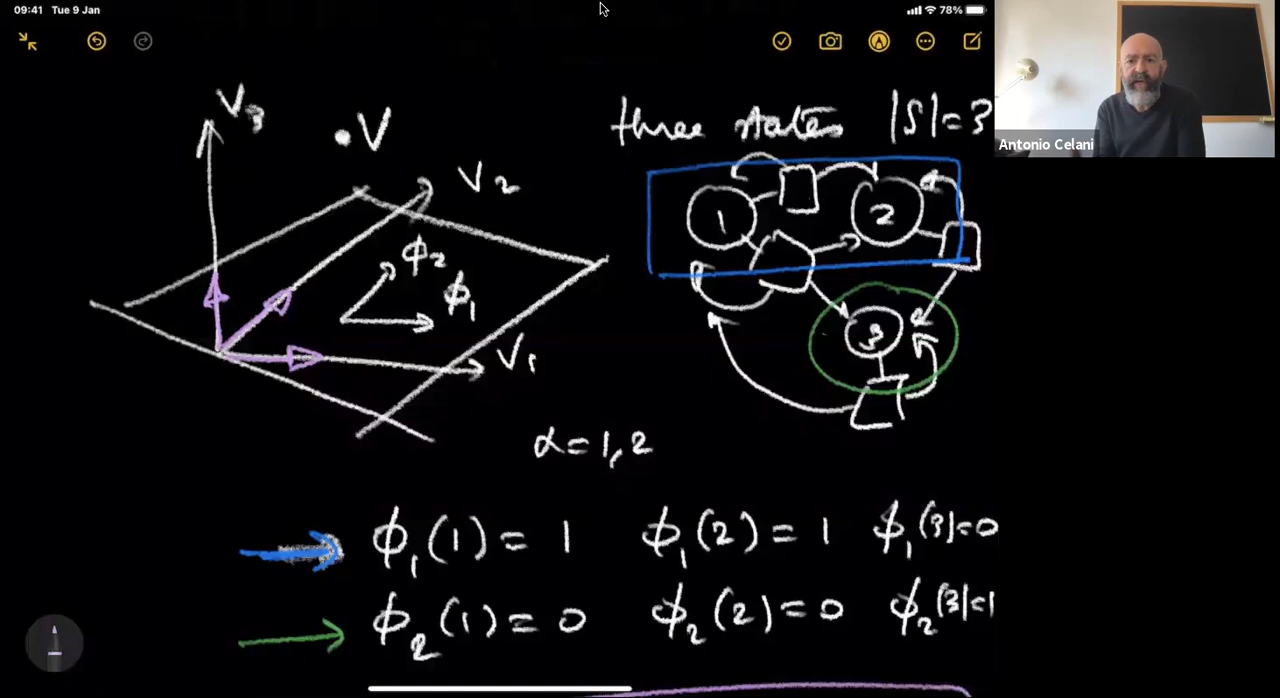 09:41 Tue 9 Jan
78%
Antonio Celani
V₃
•V
V₂
ϕ₂
ϕ₁
V₁
three states |S|=3
1
2
3
α=1,2
ϕ₁(1) = 1 ϕ₁(2) = 1 ϕ₁(3)=0
ϕ₂(1) = 0 ϕ₂(2) = 0 ϕ₂(3)=1